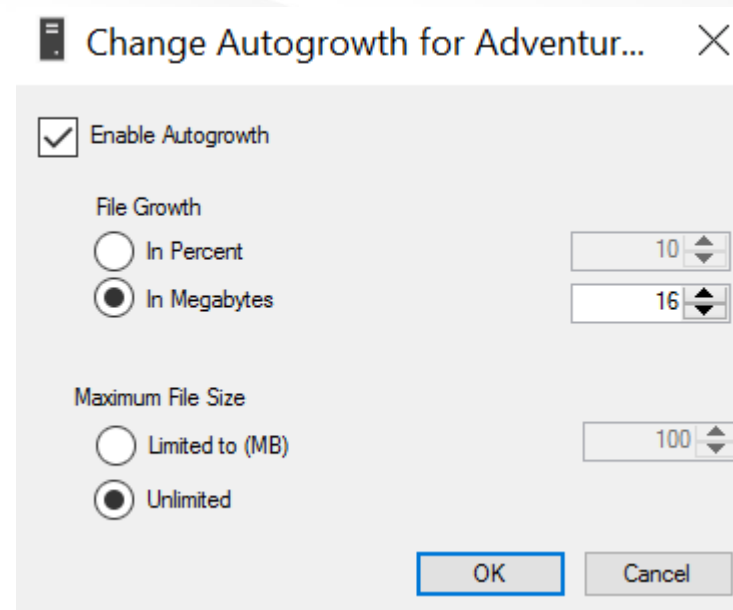 Change Autogrowth for Adventur...
Enable Autogrowth
File Growth
In Percent 10
In Megabytes 16
Maximum File Size
Limited to (MB) 100
Unlimited
OK Cancel